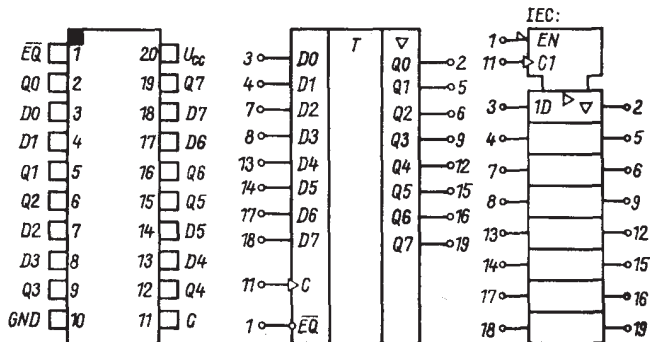 E̅Q̅ 1 20 Ucc
Q0 2 19 Q7
D0 3 18 D7
D1 4 17 D6
Q1 5 16 Q6
Q2 6 15 Q5
D2 7 14 D5
D3 8 13 D4
Q3 9 12 Q4
GND 10 11 C
T ▽
3 D0 Q0 2
4 D1 Q1 5
7 D2 Q2 6
8 D3 Q3 9
13 D4 Q4 12
14 D5 Q5 15
17 D6 Q6 16
18 D7 Q7 19
11 C
1 E̅Q̅
IEC:
1 EN
11 C1
3 1D ▷ ▽ 2
4 5
7 6
8 9
13 12
14 15
17 16
18 19